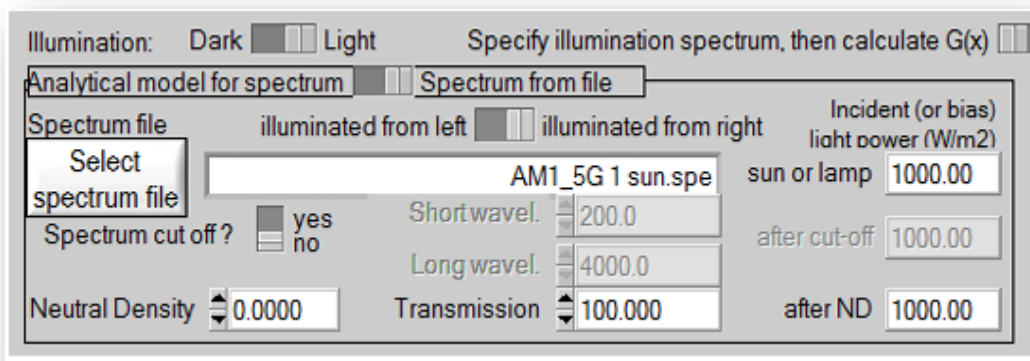 Illumination: Dark Light Specify illumination spectrum, then calculate G(x)
Analytical model for spectrum Spectrum from file
Spectrum file illuminated from left illuminated from right Incident (or bias)
light power (W/m2)
Select
spectrum file
AM1_5G 1 sun.spe sun or lamp 1000.00
Spectrum cut off ? yes
no
Short wavel. 200.0 after cut-off 1000.00
Long wavel. 4000.0
Neutral Density 0.0000 Transmission 100.000 after ND 1000.00